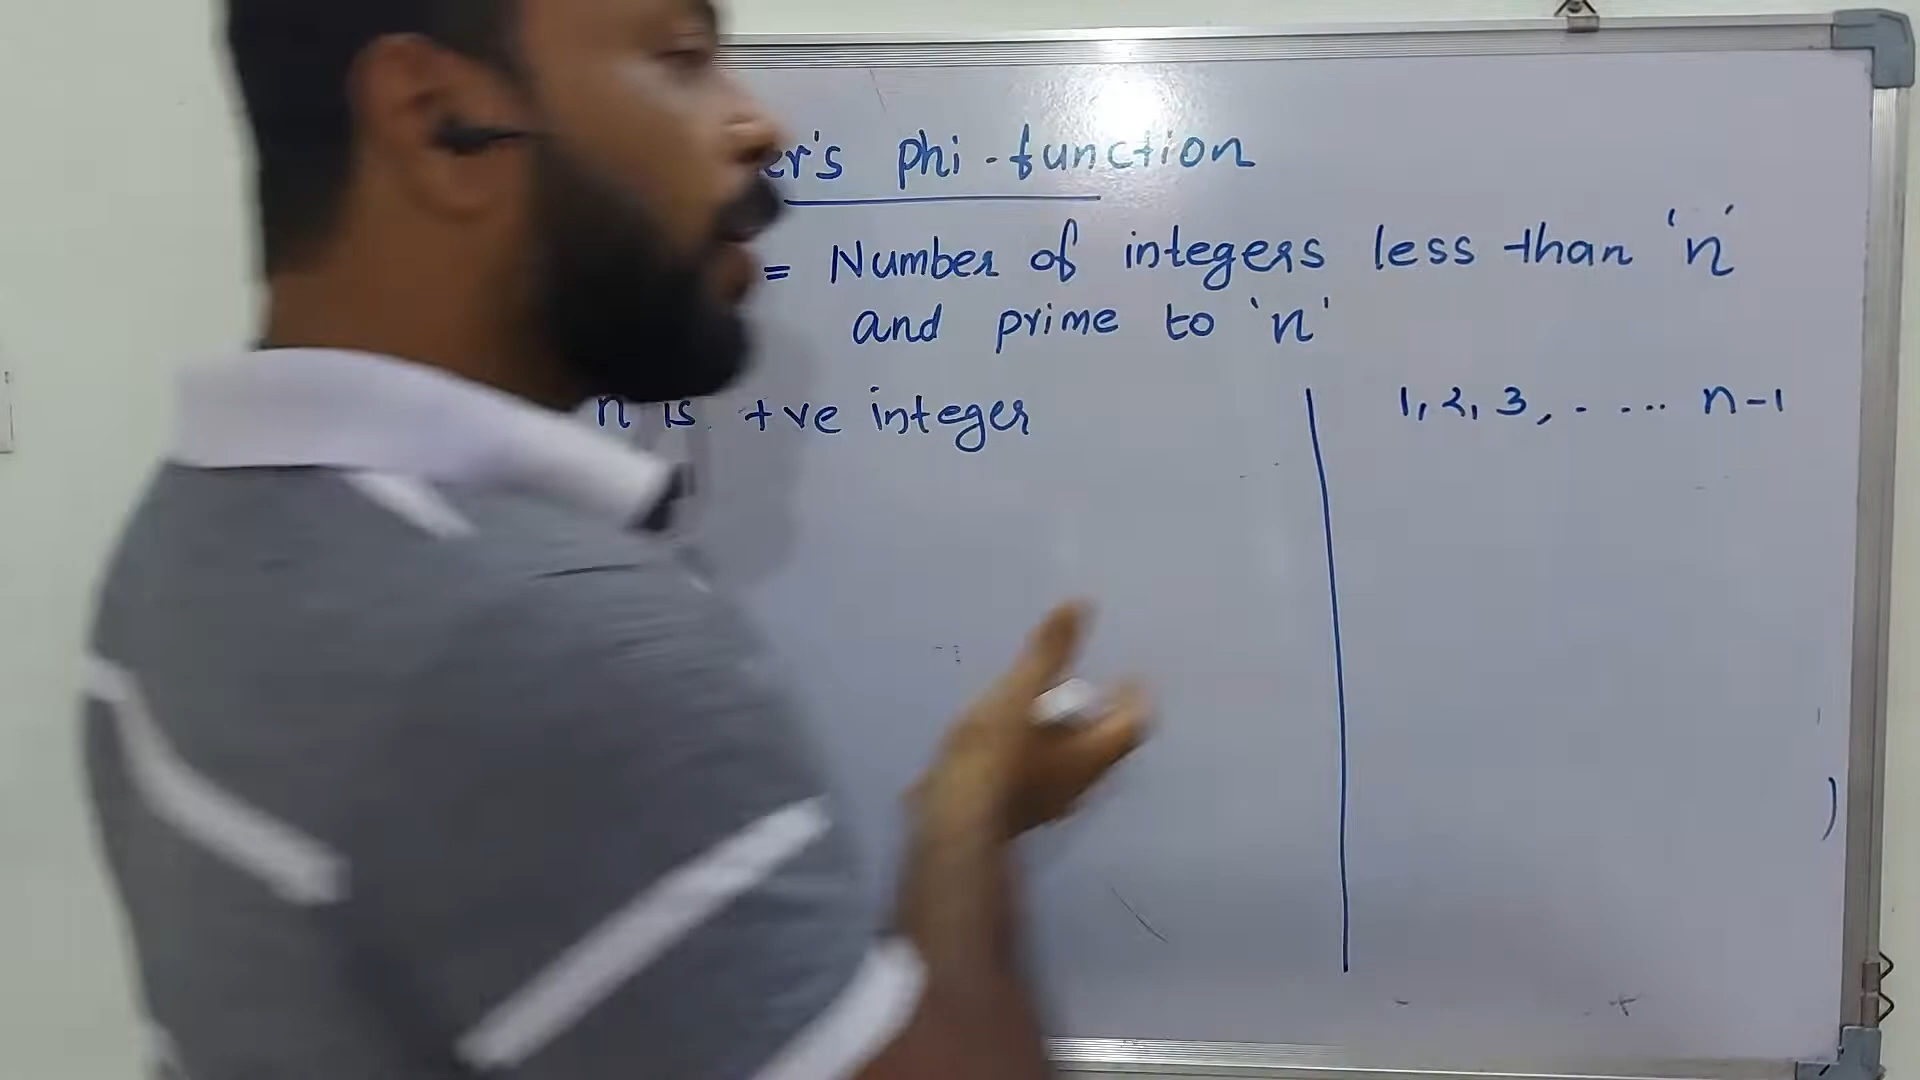 er's phi-function
= Number of integers less than 'n'
and prime to 'n'
n is +ve integer
1, 2, 3, . ... n-1